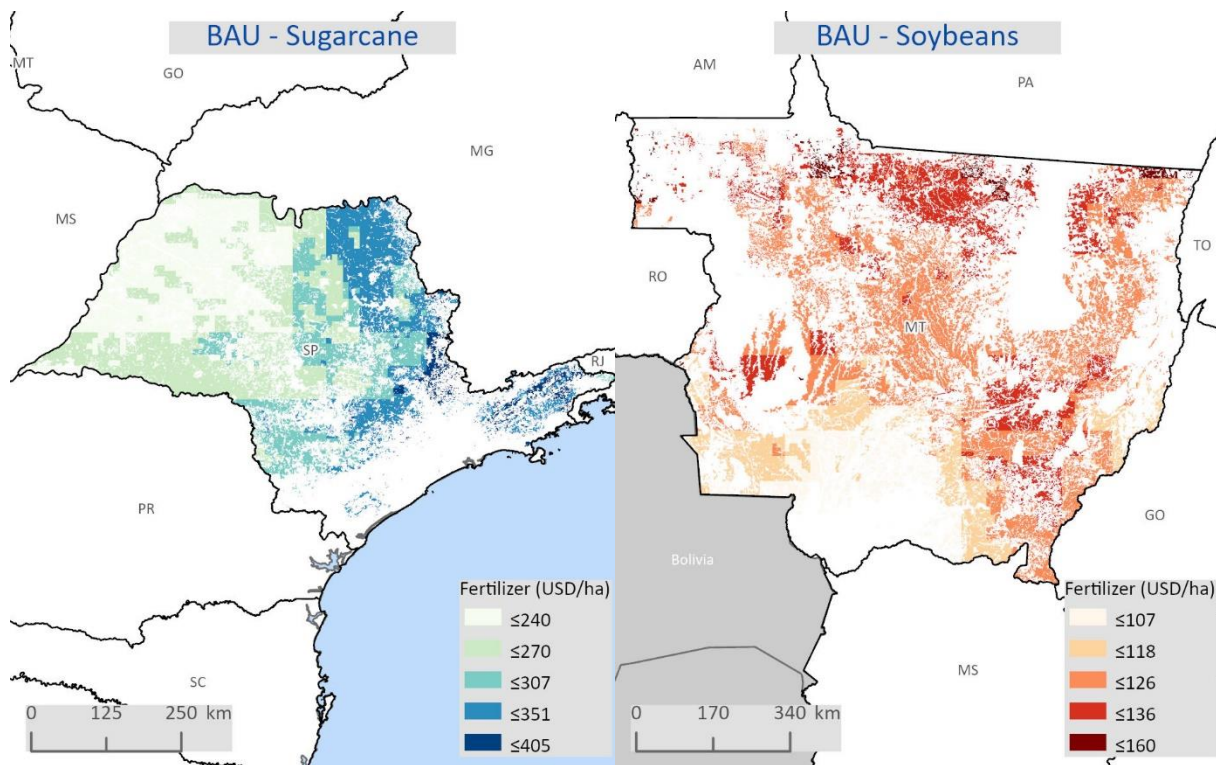 BAU - Sugarcane
MT
GO
MG
MS
SP
RJ
PR
SC
Fertilizer (USD/ha)
≤240
≤270
≤307
≤351
≤405
0 125 250 km
BAU - Soybeans
AM
PA
TO
RO
MT
GO
Bolivia
MS
Fertilizer (USD/ha)
≤107
≤118
≤126
≤136
≤160
0 170 340 km